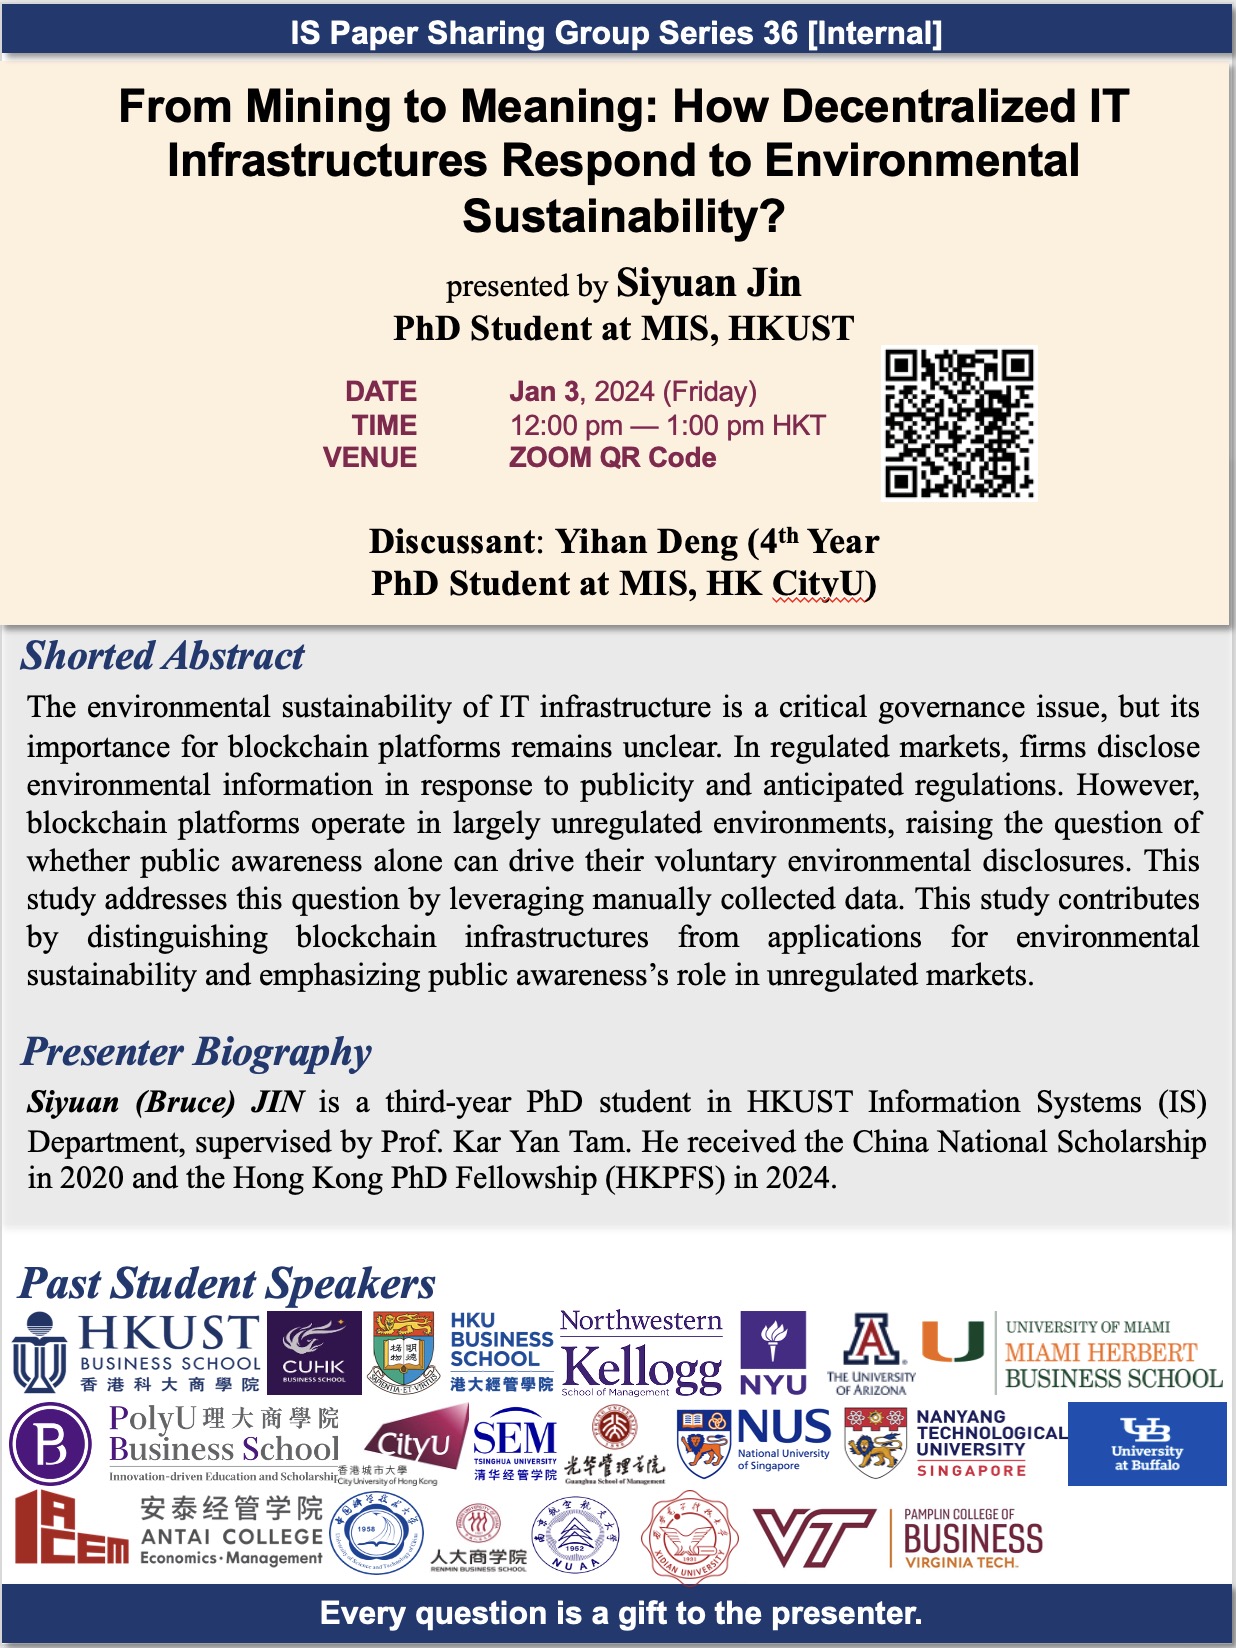 IS Paper Sharing Group Series 36 [Internal]
From Mining to Meaning: How Decentralized IT
Infrastructures Respond to Environmental
Sustainability?
presented by Siyuan Jin
PhD Student at MIS, HKUST
DATE Jan 3, 2024 (Friday)
TIME 12:00 pm — 1:00 pm HKT
VENUE ZOOM QR Code
Discussant: Yihan Deng (4th Year
PhD Student at MIS, HK CityU)
Shorted Abstract
The environmental sustainability of IT infrastructure is a critical governance issue, but its
importance for blockchain platforms remains unclear. In regulated markets, firms disclose
environmental information in response to publicity and anticipated regulations. However,
blockchain platforms operate in largely unregulated environments, raising the question of
whether public awareness alone can drive their voluntary environmental disclosures. This
study addresses this question by leveraging manually collected data. This study contributes
by distinguishing blockchain infrastructures from applications for environmental
sustainability and emphasizing public awareness’s role in unregulated markets.
Presenter Biography
Siyuan (Bruce) JIN is a third-year PhD student in HKUST Information Systems (IS)
Department, supervised by Prof. Kar Yan Tam. He received the China National Scholarship
in 2020 and the Hong Kong PhD Fellowship (HKPFS) in 2024.
Past Student Speakers
HKUST
BUSINESS SCHOOL
香港科大商學院
CUHK
BUSINESS SCHOOL
HKU
BUSINESS
SCHOOL
港大經管學院
Northwestern
Kellogg
School of Management
NYU
A
THE UNIVERSITY
OF ARIZONA
U
UNIVERSITY OF MIAMI
MIAMI HERBERT
BUSINESS SCHOOL
B
PolyU 理大商學院
Business School
Innovation-driven Education and Scholarship
CityU
香港城市大學
City University of Hong Kong
SEM
TSINGHUA UNIVERSITY
清华经管学院
光华管理学院
Guanghua School of Management
NUS
National University
of Singapore
NANYANG
TECHNOLOGICAL
UNIVERSITY
SINGAPORE
UB
University
at Buffalo
ACEM
安泰经管学院
ANTAI COLLEGE
Economics·Management
1958
人大商学院
RENMIN BUSINESS SCHOOL
1952
NUAA
XIDIAN UNIVERSITY
1931
VT
PAMPLIN COLLEGE OF
BUSINESS
VIRGINIA TECH.
Every question is a gift to the presenter.